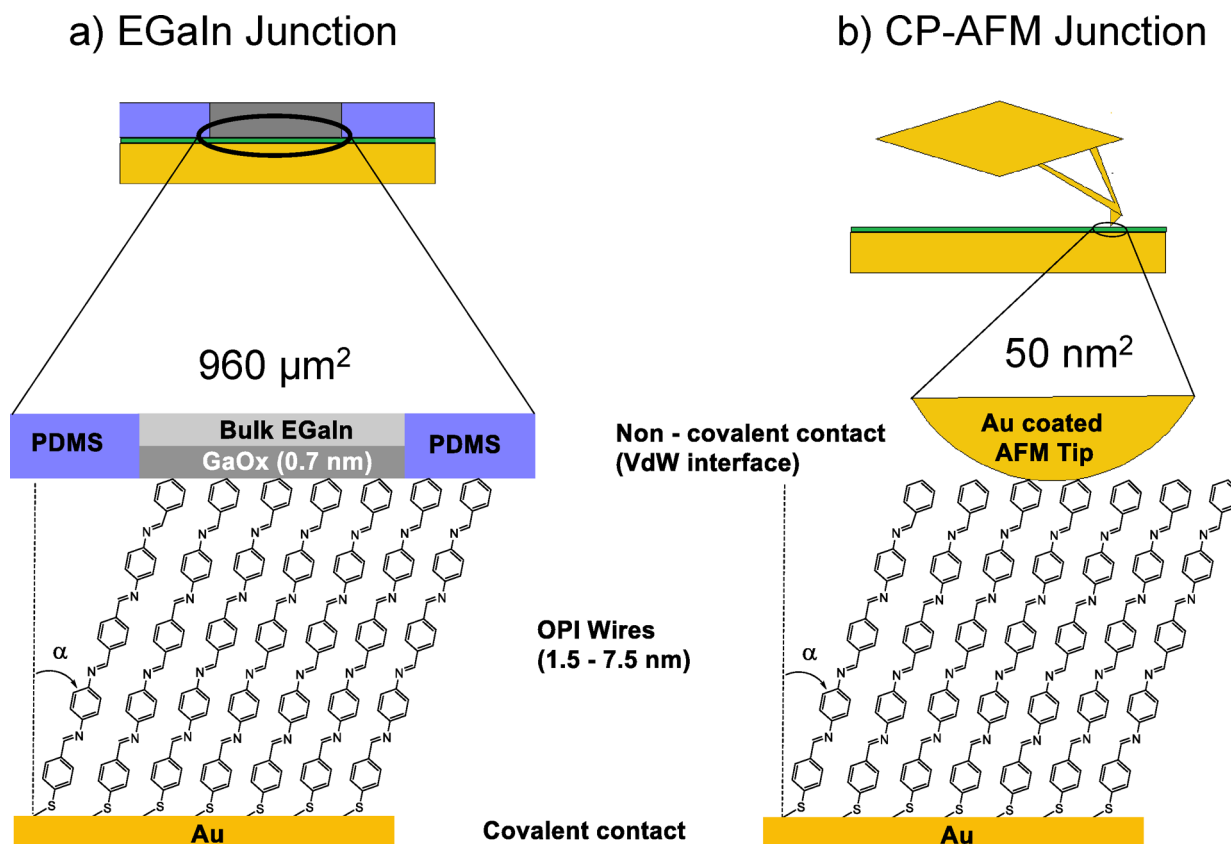 a) EGaIn Junction
b) CP-AFM Junction
960 µm²
50 nm²
PDMS
Bulk EGaIn
GaOx (0.7 nm)
PDMS
Non - covalent contact
(VdW interface)
Au coated
AFM Tip
α
OPI Wires
(1.5 - 7.5 nm)
α
N N N N N N N
N N N N N N N
N N N N N N N
N N N N N N N
S S S S S S S
N N N N N N N
N N N N N N N
N N N N N N N
N N N N N N N
S S S S S S S
Au
Covalent contact
Au